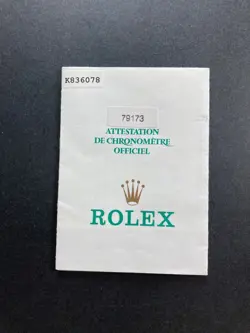 K836078
79173
ATTESTATION
DE CHRONOMÈTRE
OFFICIEL
ROLEX